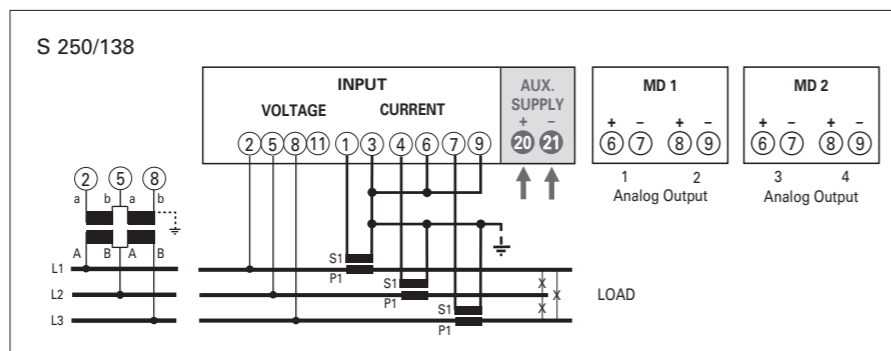 S 250/138
INPUT
VOLTAGE CURRENT
AUX.
SUPPLY
+ −
2 5 8 11 1 3 4 6 7 9 20 21
MD 1
+ − + −
6 7 8 9
1 2
Analog Output
MD 2
+ − + −
6 7 8 9
3 4
Analog Output
2 5 8
a b a b
A B A B
L1
L2
L3
S1
P1
S1
P1
S1
P1
X
X
X
LOAD